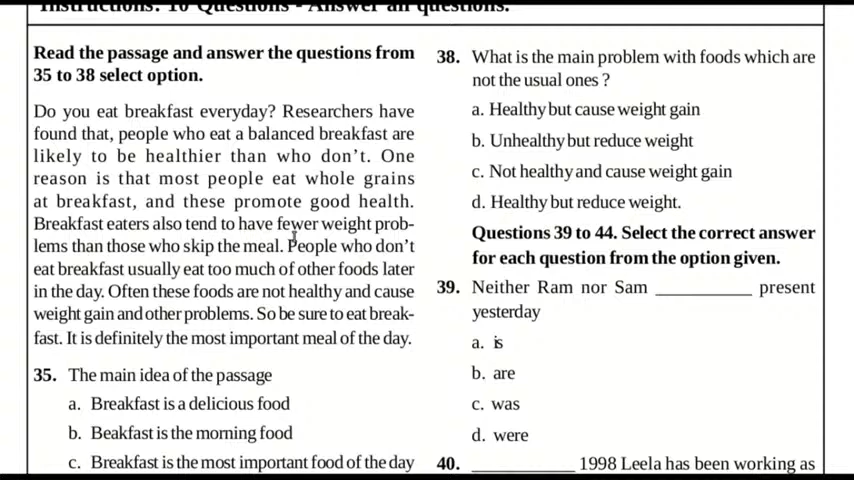 Instructions: 10 Questions - Answer all questions.
Read the passage and answer the questions from
35 to 38 select option.
Do you eat breakfast everyday? Researchers have
found that, people who eat a balanced breakfast are
likely to be healthier than who don't. One
reason is that most people eat whole grains
at breakfast, and these promote good health.
Breakfast eaters also tend to have fewer weight prob-
lems than those who skip the meal. People who don't
eat breakfast usually eat too much of other foods later
in the day. Often these foods are not healthy and cause
weight gain and other problems. So be sure to eat break-
fast. It is definitely the most important meal of the day.
35. The main idea of the passage
a. Breakfast is a delicious food
b. Beakfast is the morning food
c. Breakfast is the most important food of the day
38. What is the main problem with foods which are
not the usual ones ?
a. Healthy but cause weight gain
b. Unhealthy but reduce weight
c. Not healthy and cause weight gain
d. Healthy but reduce weight.
Questions 39 to 44. Select the correct answer
for each question from the option given.
39. Neither Ram nor Sam __________ present
yesterday
a. is
b. are
c. was
d. were
40. ___________ 1998 Leela has been working as